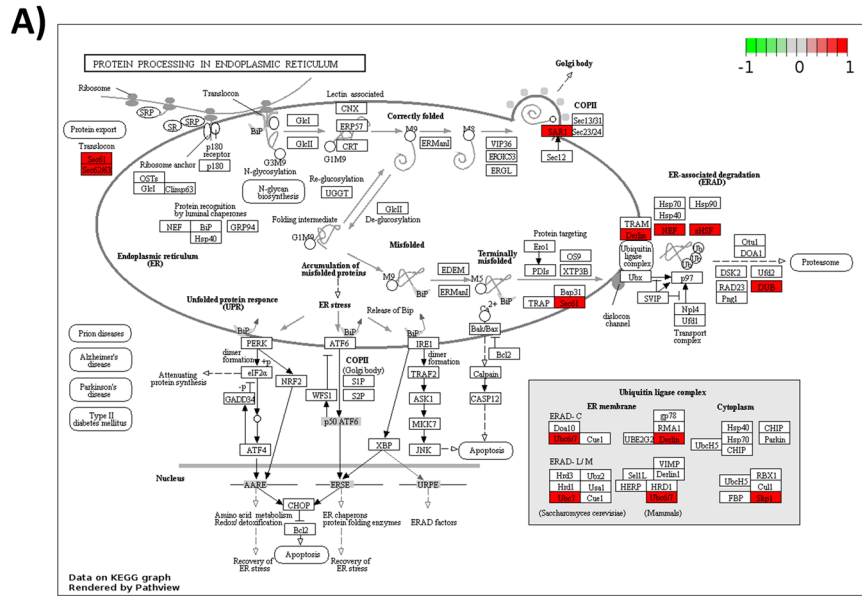 A)
PROTEIN PROCESSING IN ENDOPLASMIC RETICULUM
-1 0 1
Ribosome
SRP
SR
SRP
Translocon
Protein export
Translocon
Sec61
Sec62/63
Ribosome anchor
p180
receptor
p180
OSTs
GlcI
Climp63
BiP
G3M9
N-glycosylation
N-glycan
biosynthesis
Lectin associated
CNX
GlcI
ERP57
GlcII
CRT
G1M9
Correctly folded
M9
ERManI
M8
VIP36
ERGIC53
ERGL
Golgi body
COPII
SAR1
Sec13/31
Sec23/24
Sec12
Re-glucosylation
UGGT
GlcII
De-glucosylation
Protein recognition
by luminal chaperones
NEF
BiP
GRP94
Hsp40
Folding intermediate
G1M9
Endoplasmic reticulum
(ER)
Accumulation of
misfolded proteins
Misfolded
M9
BiP
EDEM
ERManI
M5
Terminally
misfolded
BiP
Protein targeting
Ero1
PDIs
OS9
XTP3B
Bap31
TRAP
Sec61
ER-associated degradation
(ERAD)
Hsp70
Hsp90
Hsp40
TRAM
Derlin
NEF
sHSF
Ubiquitin
ligase
complex
Ub
Ub
Ub
Otu1
DOA1
Proteasome
Ubx
p97
DSK2
Ufd2
RAD23
DUB
Png1
SVIP
dislocon
channel
Npl4
Ufd1
Transport
complex
Unfolded protein responce
(UPR)
ER stress
Release of Bip
BiP
BiP
BiP
PERK
ATF6
IRE1
Ca2+
Bak/Bax
Bcl2
Prion diseases
Alzheimer's
disease
Parkinson's
disease
Type II
diabetes mellitus
dimer
formation
+p
eIF2α
Attenuating
protein synthesis
-p
GADD34
NRF2
ATF4
COPII
(Golgi body)
S1P
S2P
WFS1
p50 ATF6
dimer
formation
TRAF2
ASK1
MKK7
JNK
XBP
Calpain
CASP12
Apoptosis
Nucleus
AARE
ERSE
URPE
CHOP
Amino acid metabolism
Redox/ detoxification
Bcl2
ER chaperons
protein folding enzymes
ERAD factors
Apoptosis
Recovery of
ER stress
Recovery of
ER stress
Ubiquitin ligase complex
ER membrane
Cytoplasm
ERAD- C
Doa10
Ubc6/7
Cue1
gp78
RMA1
UBE2G2
Derlin
UbcH5
Hsp40
CHIP
Hsp70
Parkin
CHIP
ERAD- L/ M
Hrd3
Ubx2
Hrd1
Usa1
Ubc7
Cue1
(Saccharomyces cerevisiae)
VIMP
Sel1L
Derlin1
HERP
HRD1
Ubc6/7
(Mammals)
UbcH5
RBX1
Cul1
FBP
Skp1
Data on KEGG graph
Rendered by Pathview